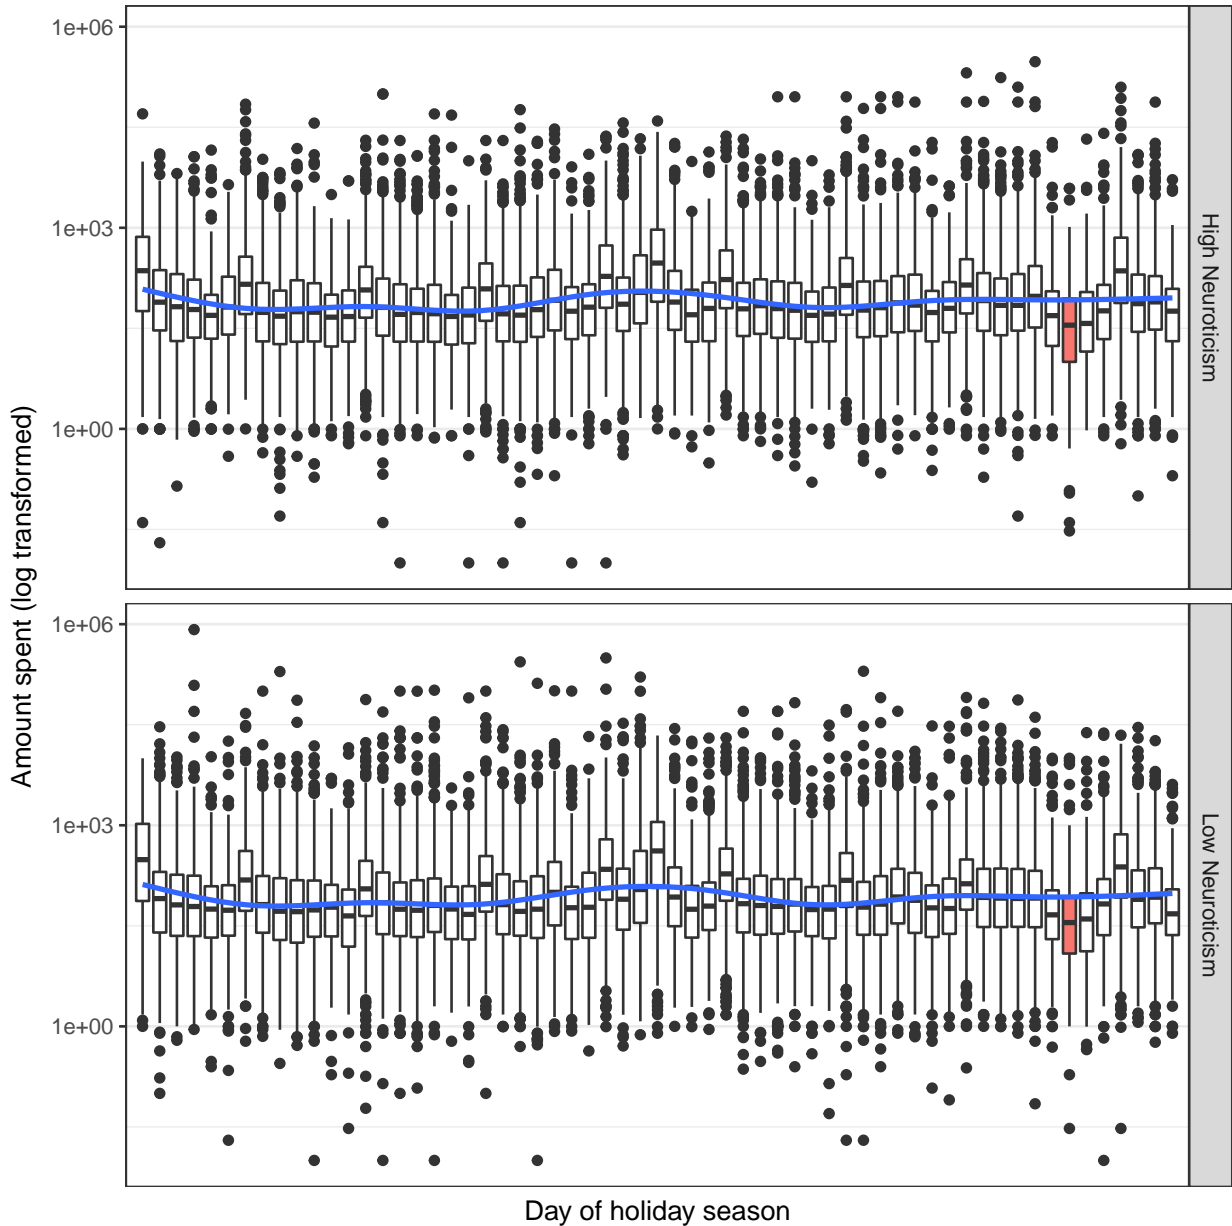 1e+06
1e+03
1e+00
High Neuroticism
1e+06
1e+03
1e+00
Low Neuroticism
Amount spent (log transformed)
Day of holiday season